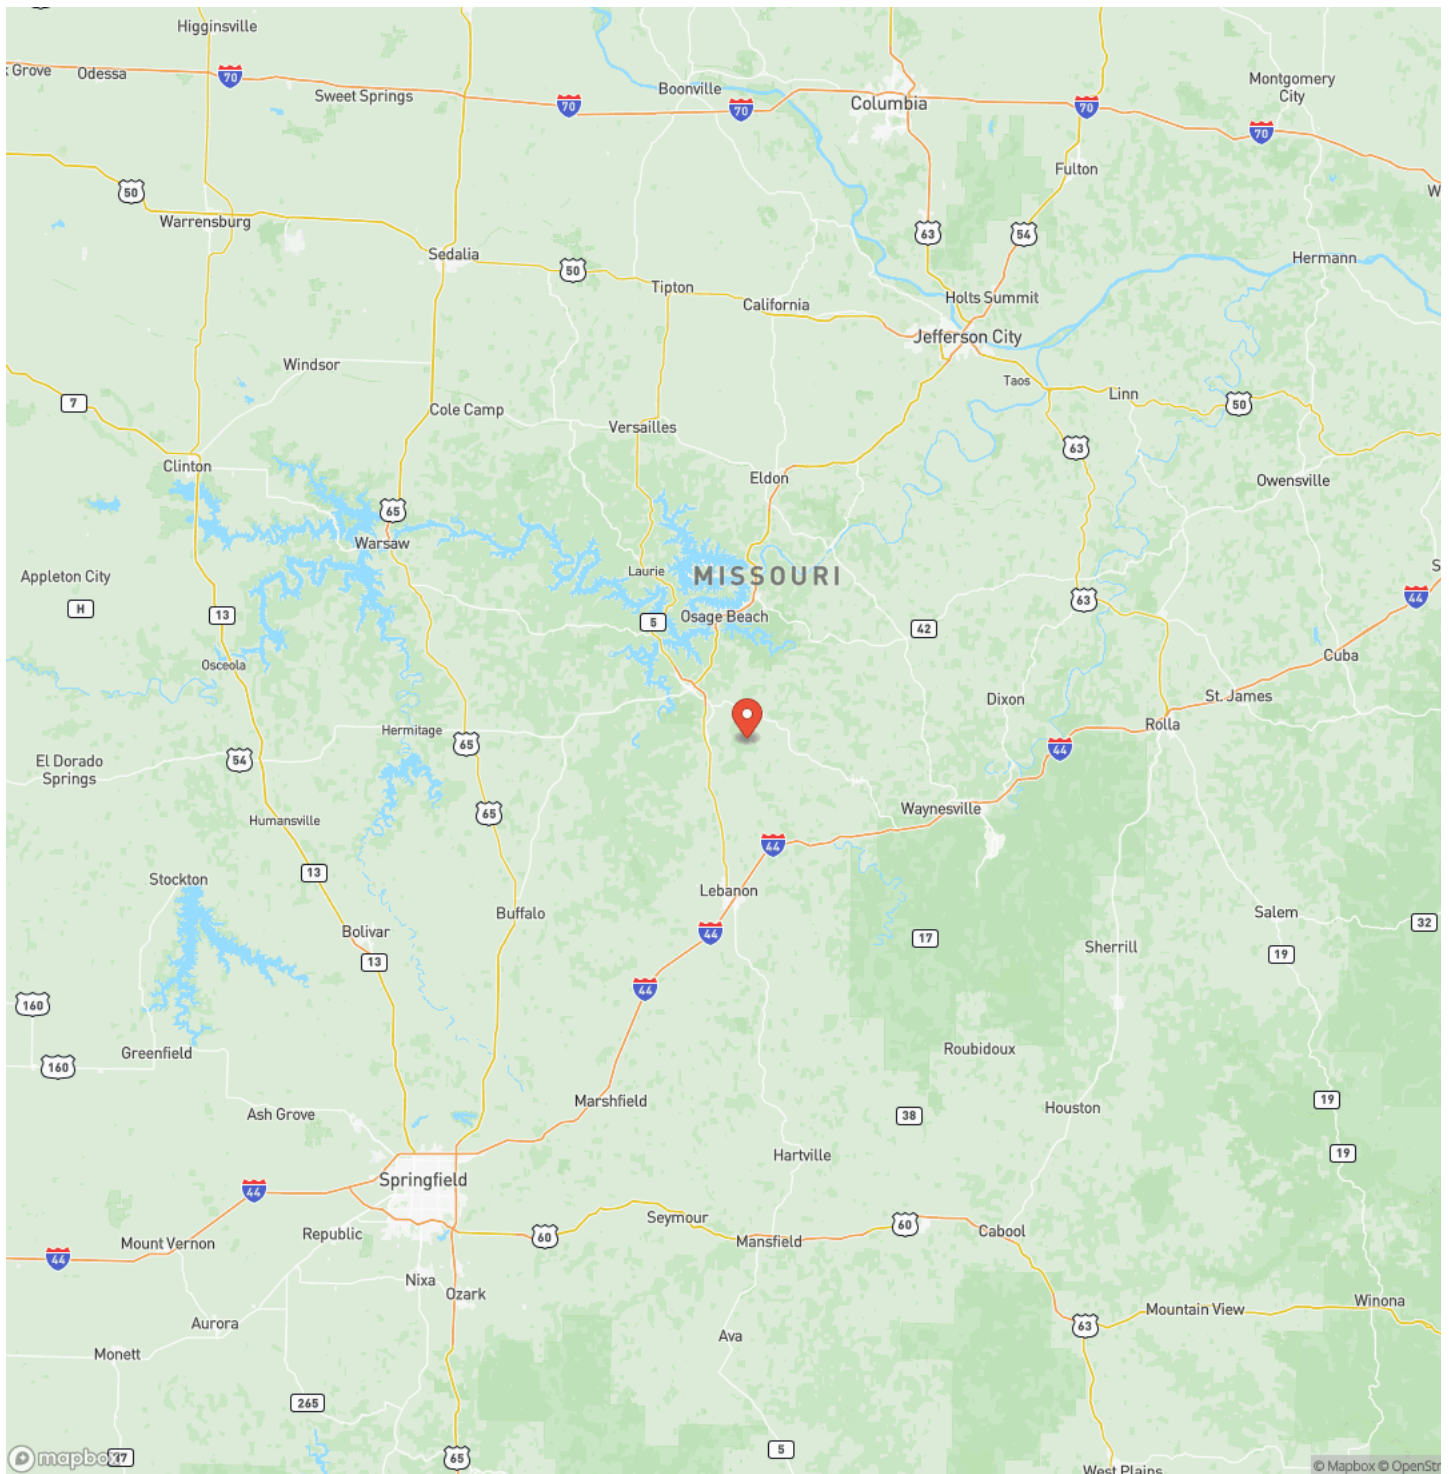 Higginsville
Grove
Odessa
70
Sweet Springs
70
Boonville
70
Columbia
70
Montgomery
City
70
50
Warrensburg
Fulton
W
63
54
Sedalia
50
Hermann
Tipton
California
Holts Summit
Jefferson City
Windsor
Taos
Linn
7
Cole Camp
50
Versailles
63
Clinton
Eldon
Owensville
65
Warsaw
Appleton City
Laurie
MISSOURI
S
H
13
Osage Beach
63
44
5
42
Osceola
Cuba
Dixon
St. James
Hermitage
65
Rolla
44
54
El Dorado
Springs
65
Humansville
Waynesville
44
13
Stockton
Lebanon
Buffalo
Salem
32
Bolivar
44
17
Sherrill
19
13
44
160
Greenfield
Roubidoux
160
Marshfield
Ash Grove
38
Houston
19
Hartville
19
Springfield
44
Seymour
60
Republic
60
Mansfield
Cabool
Mount Vernon
44
Nixa
Ozark
Mountain View
Winona
Aurora
Ava
63
Monett
265
5
65
mapbox
37
© Mapbox © OpenStr
West Plains